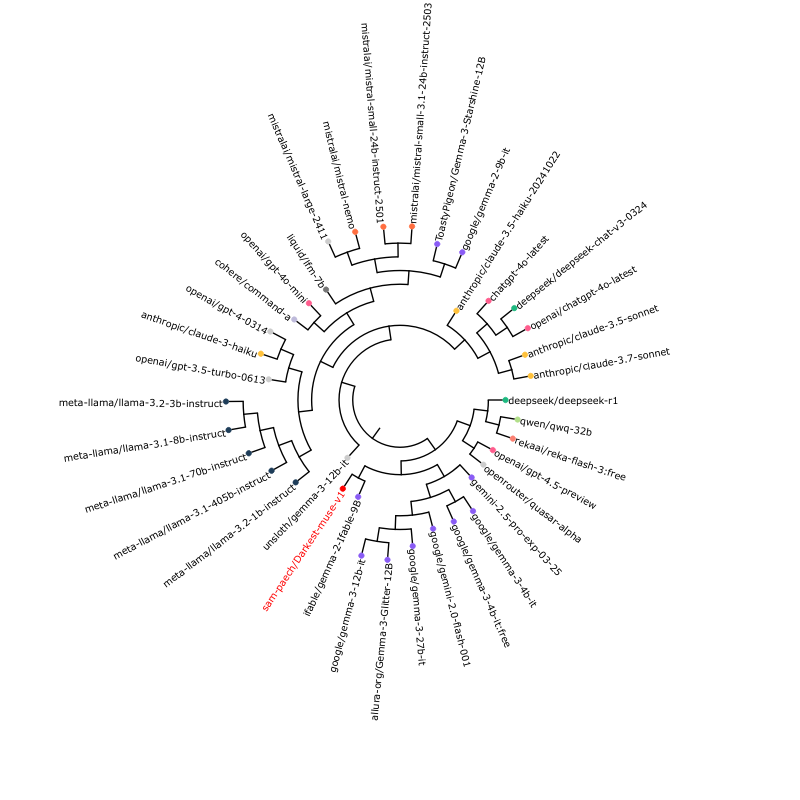 mistralai/mistral-small-3.1-24b-instruct-2503
ToastyPigeon/Gemma-3-Starshine-12B
google/gemma-2-9b-it
anthropic/claude-3.5-haiku-20241022
chatgpt-4o-latest
deepseek/deepseek-chat-v3-0324
openai/chatgpt-4o-latest
anthropic/claude-3.5-sonnet
anthropic/claude-3.7-sonnet
deepseek/deepseek-r1
qwen/qwq-32b
rekaai/reka-flash-3:free
openai/gpt-4.5-preview
openrouter/quasar-alpha
gemini-2.5-pro-exp-03-25
google/gemma-3-4b-it
google/gemma-3-4b-it:free
google/gemini-2.0-flash-001
google/gemma-3-27b-it
allura-org/Gemma-3-Glitter-12B
google/gemma-3-12b-it
ifable/gemma-2-Ifable-9B
sam-paech/Darkest-muse-v1
unsloth/gemma-3-12b-it
meta-llama/llama-3.2-1b-instruct
meta-llama/llama-3.1-405b-instruct
meta-llama/llama-3.1-70b-instruct
meta-llama/llama-3.1-8b-instruct
meta-llama/llama-3.2-3b-instruct
openai/gpt-3.5-turbo-0613
anthropic/claude-3-haiku
openai/gpt-4-0314
cohere/command-a
openai/gpt-4o-mini
liquid/lfm-7b
mistralai/mistral-large-2411
mistralai/mistral-nemo
mistralai/mistral-small-24b-instruct-2501